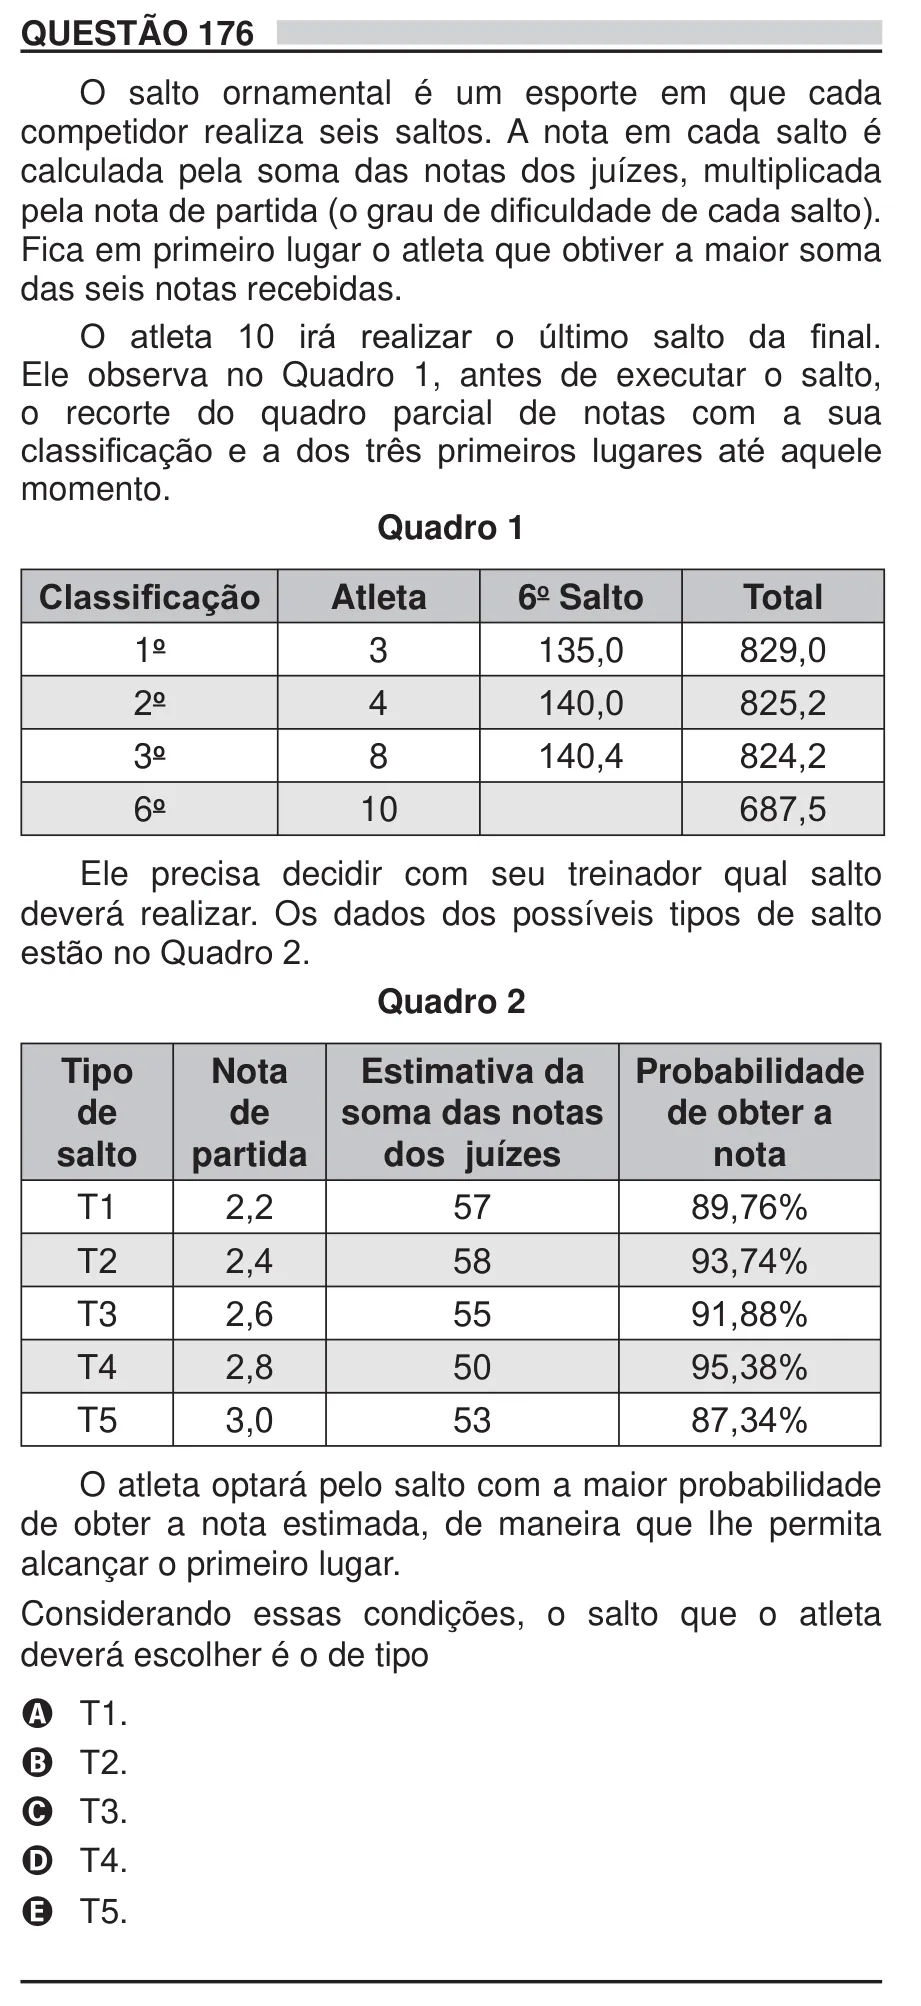 QUESTÃO 176
O salto ornamental é um esporte em que cada
competidor realiza seis saltos. A nota em cada salto é
calculada pela soma das notas dos juízes, multiplicada
pela nota de partida (o grau de dificuldade de cada salto).
Fica em primeiro lugar o atleta que obtiver a maior soma
das seis notas recebidas.
O atleta 10 irá realizar o último salto da final.
Ele observa no Quadro 1, antes de executar o salto,
o recorte do quadro parcial de notas com a sua
classificação e a dos três primeiros lugares até aquele
momento.
Quadro 1
Classificação Atleta 6º Salto Total
1º 3 135,0 829,0
2º 4 140,0 825,2
3º 8 140,4 824,2
6º 10 687,5
Ele precisa decidir com seu treinador qual salto
deverá realizar. Os dados dos possíveis tipos de salto
estão no Quadro 2.
Quadro 2
Tipo Nota Estimativa da Probabilidade
de de soma das notas de obter a
salto partida dos juízes nota
T1 2,2 57 89,76%
T2 2,4 58 93,74%
T3 2,6 55 91,88%
T4 2,8 50 95,38%
T5 3,0 53 87,34%
O atleta optará pelo salto com a maior probabilidade
de obter a nota estimada, de maneira que lhe permita
alcançar o primeiro lugar.
Considerando essas condições, o salto que o atleta
deverá escolher é o de tipo
A T1.
B T2.
C T3.
D T4.
E T5.